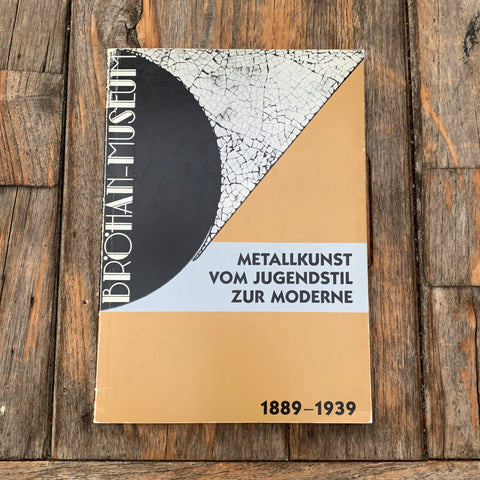 BRÖHAN-MUSEUM
METALLKUNST
VOM JUGENDSTIL
ZUR MODERNE
1889–1939